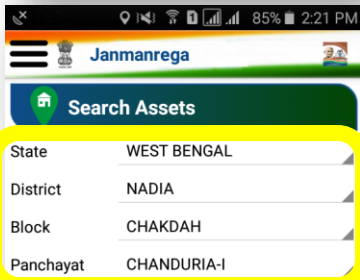 85% 2:21 PM
Janmanrega
Search Assets
State WEST BENGAL
District NADIA
Block CHAKDAH
Panchayat CHANDURIA-I